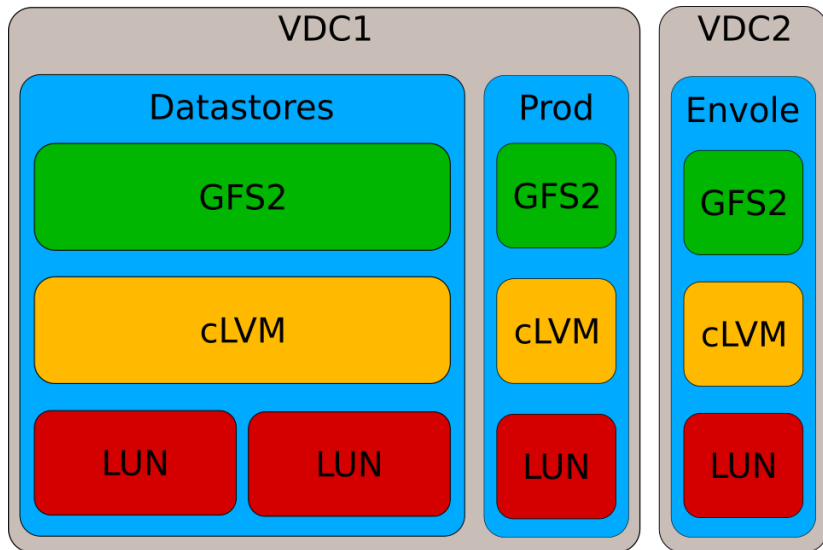 VDC1
Datastores
GFS2
cLVM
LUN
LUN
Prod
GFS2
cLVM
LUN
VDC2
Envole
GFS2
cLVM
LUN